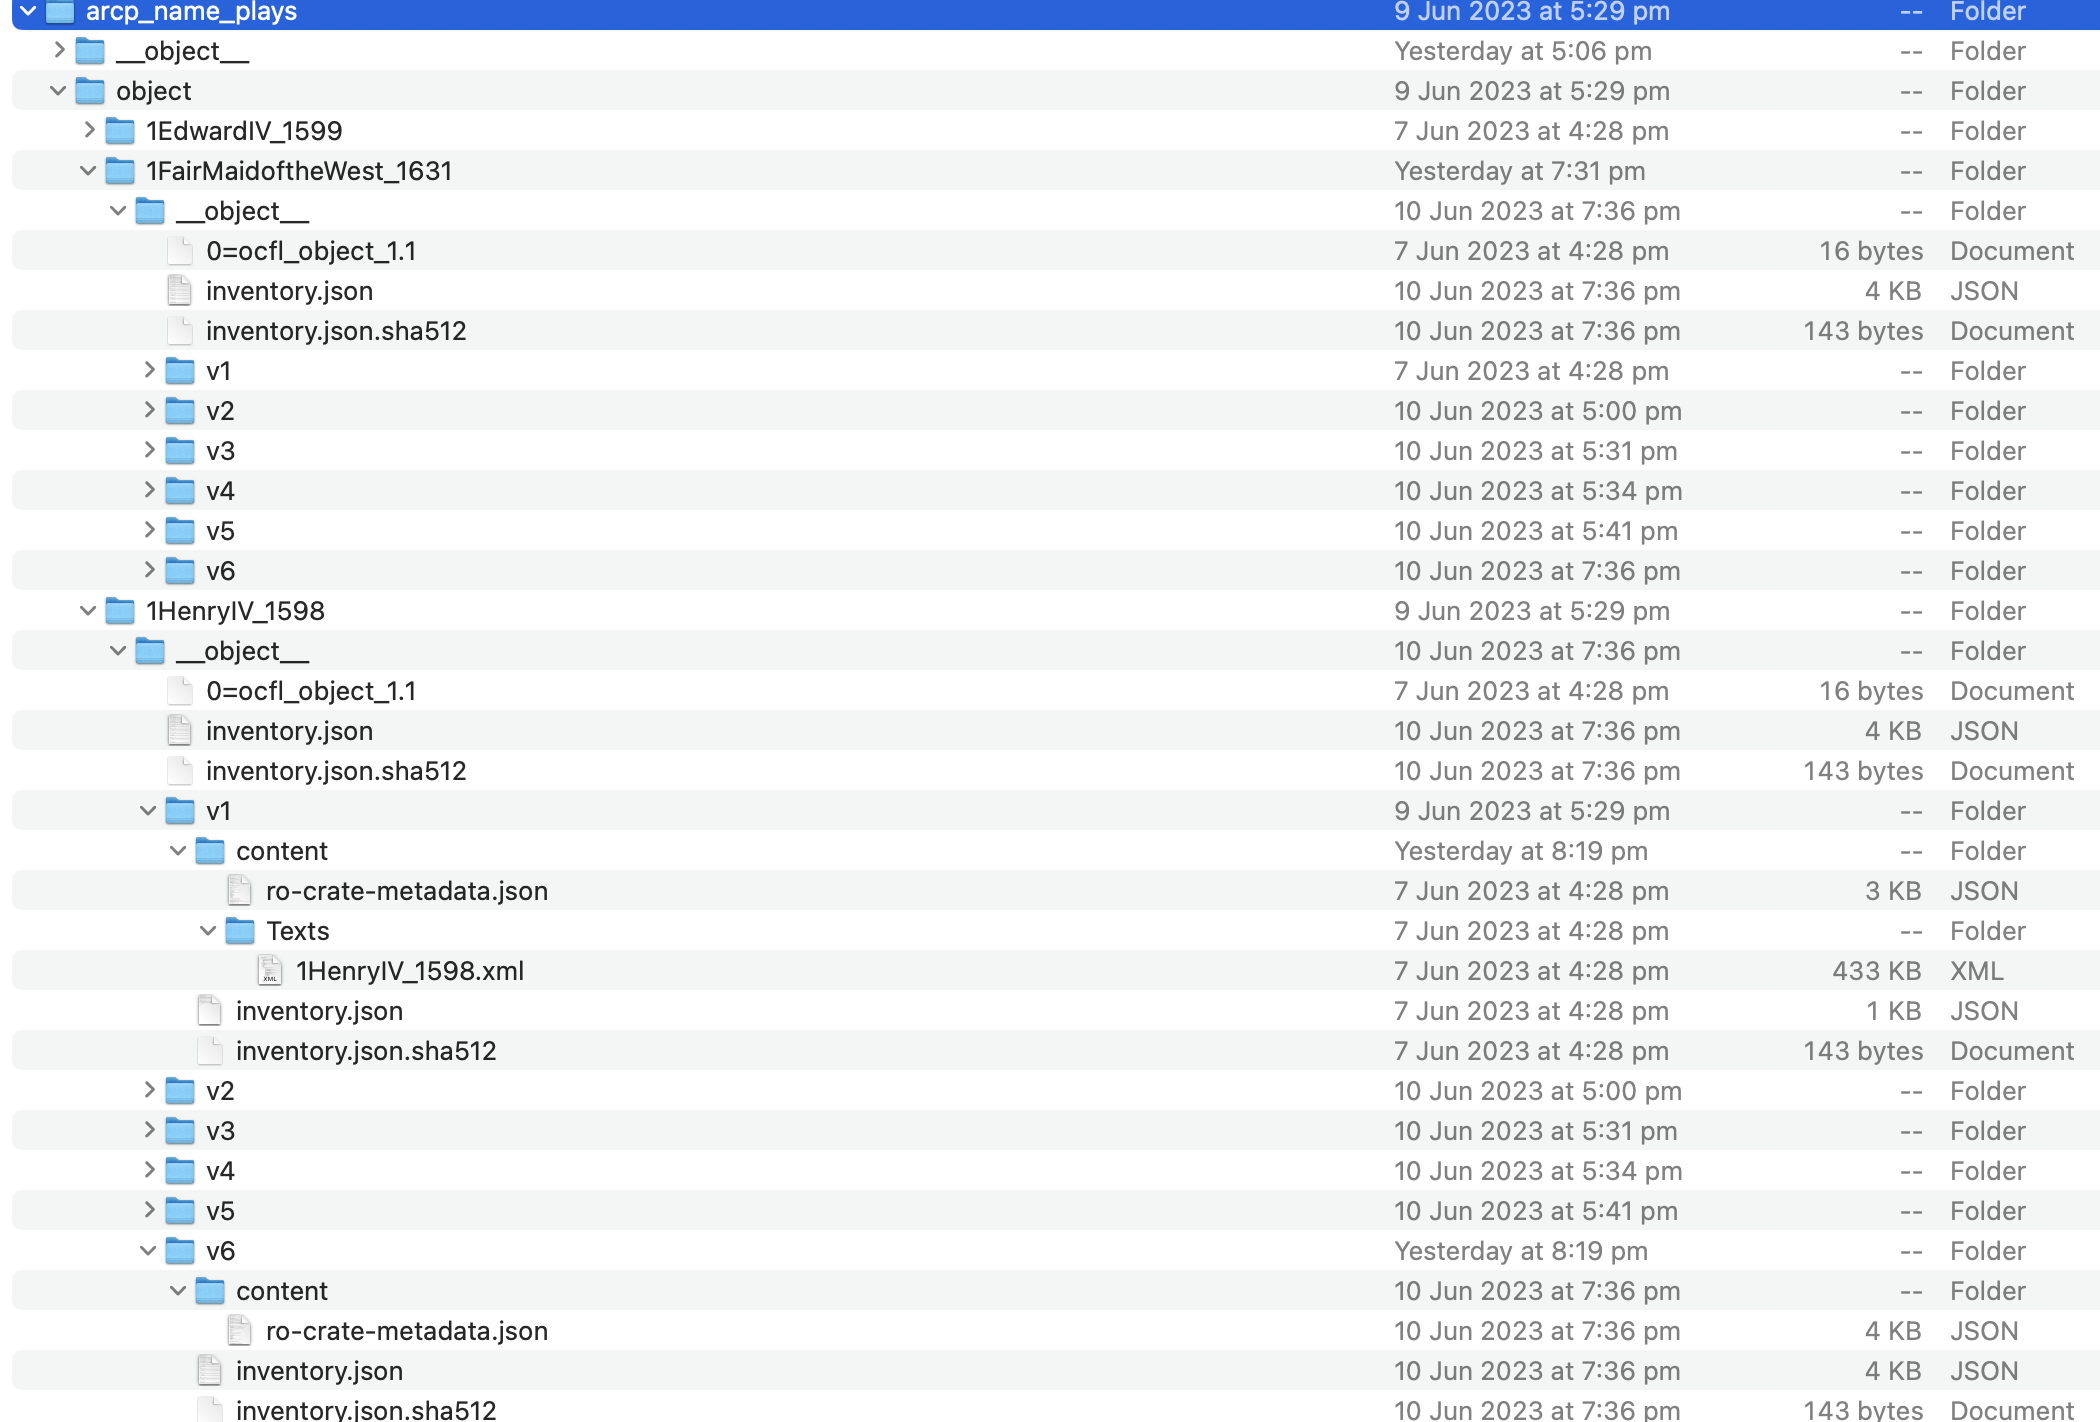 arcp_name_plays 9 Jun 2023 at 5:29 pm -- Folder
__object__ Yesterday at 5:06 pm -- Folder
object 9 Jun 2023 at 5:29 pm -- Folder
1EdwardIV_1599 7 Jun 2023 at 4:28 pm -- Folder
1FairMaidoftheWest_1631 Yesterday at 7:31 pm -- Folder
__object__ 10 Jun 2023 at 7:36 pm -- Folder
0=ocfl_object_1.1 7 Jun 2023 at 4:28 pm 16 bytes Document
inventory.json 10 Jun 2023 at 7:36 pm 4 KB JSON
inventory.json.sha512 10 Jun 2023 at 7:36 pm 143 bytes Document
v1 7 Jun 2023 at 4:28 pm -- Folder
v2 10 Jun 2023 at 5:00 pm -- Folder
v3 10 Jun 2023 at 5:31 pm -- Folder
v4 10 Jun 2023 at 5:34 pm -- Folder
v5 10 Jun 2023 at 5:41 pm -- Folder
v6 10 Jun 2023 at 7:36 pm -- Folder
1HenryIV_1598 9 Jun 2023 at 5:29 pm -- Folder
__object__ 10 Jun 2023 at 7:36 pm -- Folder
0=ocfl_object_1.1 7 Jun 2023 at 4:28 pm 16 bytes Document
inventory.json 10 Jun 2023 at 7:36 pm 4 KB JSON
inventory.json.sha512 10 Jun 2023 at 7:36 pm 143 bytes Document
v1 9 Jun 2023 at 5:29 pm -- Folder
content Yesterday at 8:19 pm -- Folder
ro-crate-metadata.json 7 Jun 2023 at 4:28 pm 3 KB JSON
Texts 7 Jun 2023 at 4:28 pm -- Folder
XML 1HenryIV_1598.xml 7 Jun 2023 at 4:28 pm 433 KB XML
inventory.json 7 Jun 2023 at 4:28 pm 1 KB JSON
inventory.json.sha512 7 Jun 2023 at 4:28 pm 143 bytes Document
v2 10 Jun 2023 at 5:00 pm -- Folder
v3 10 Jun 2023 at 5:31 pm -- Folder
v4 10 Jun 2023 at 5:34 pm -- Folder
v5 10 Jun 2023 at 5:41 pm -- Folder
v6 Yesterday at 8:19 pm -- Folder
content 10 Jun 2023 at 7:36 pm -- Folder
ro-crate-metadata.json 10 Jun 2023 at 7:36 pm 4 KB JSON
inventory.json 10 Jun 2023 at 7:36 pm 4 KB JSON
inventory.json.sha512 10 Jun 2023 at 7:36 pm 143 bytes Document